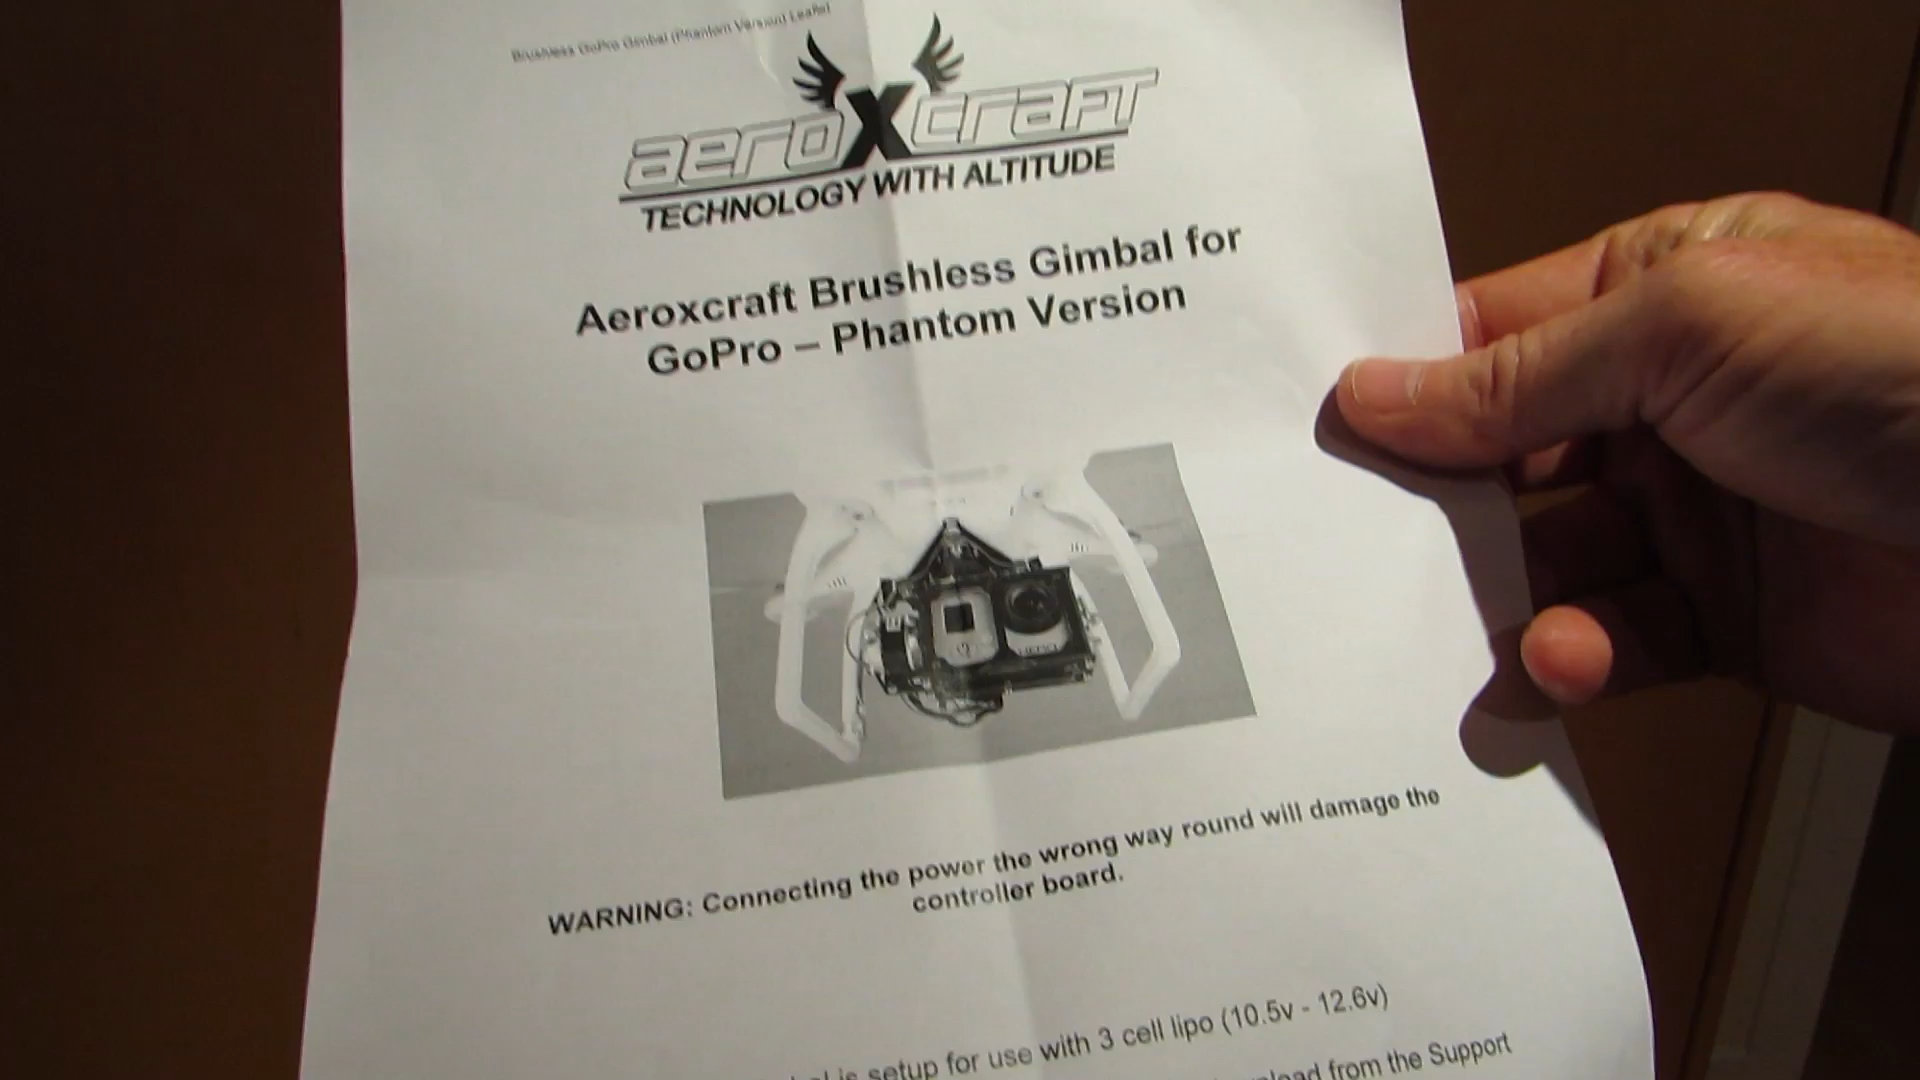 Brushless GoPro Gimbal (Phantom Version) Leaflet
aeroXcraft
TECHNOLOGY WITH ALTITUDE
Aeroxcraft Brushless Gimbal for
GoPro – Phantom Version
HERO
WARNING: Connecting the power the wrong way round will damage the
controller board.
is setup for use with 3 cell lipo (10.5v - 12.6v)
from the Support